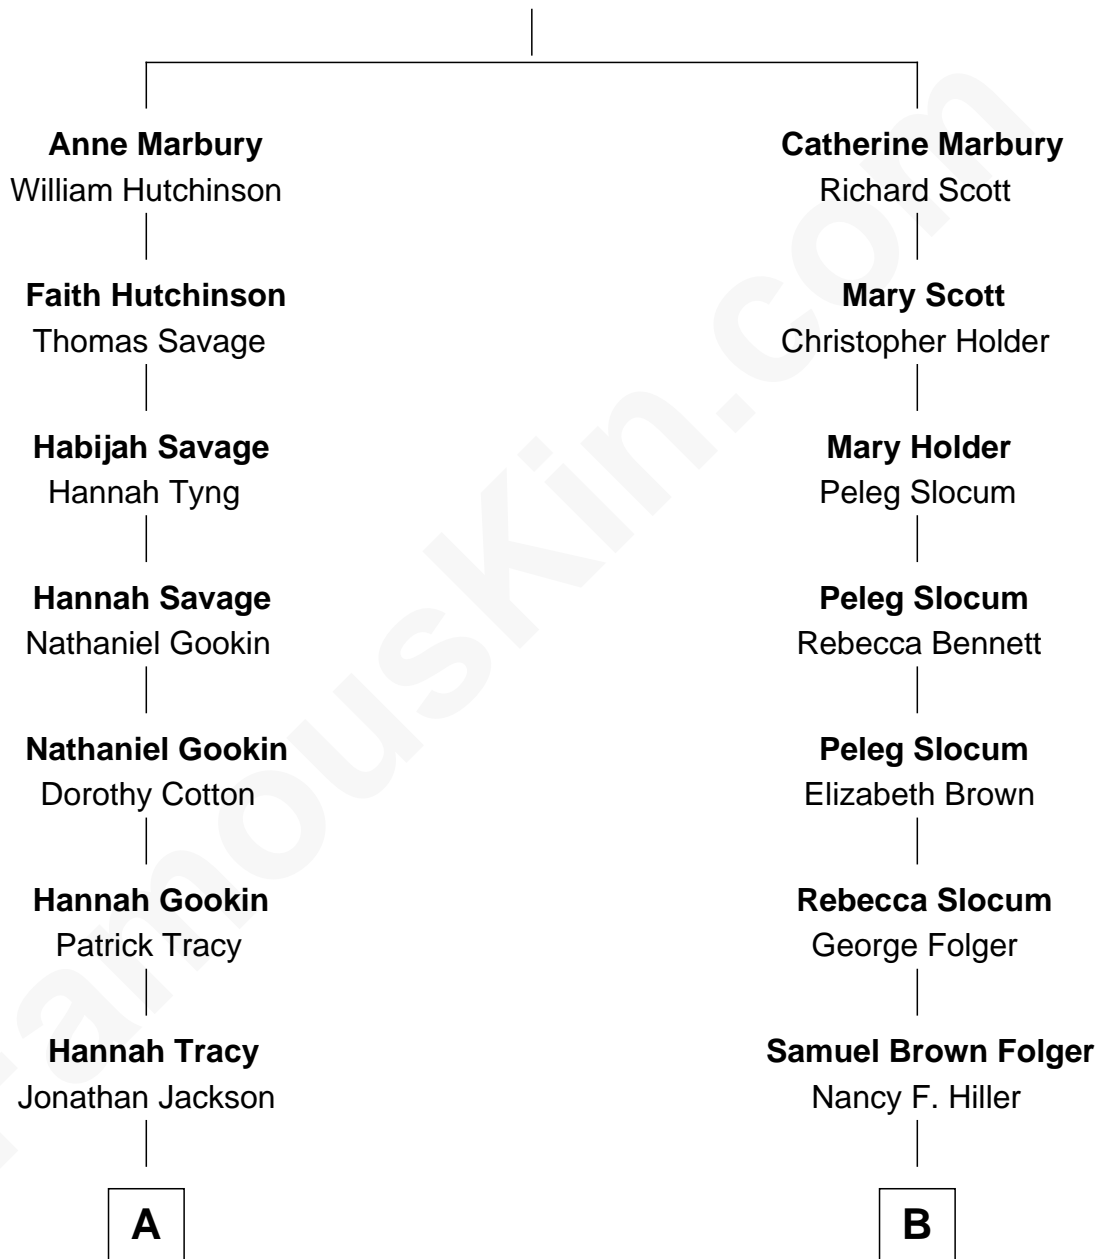 Anne Marbury
William Hutchinson
Faith Hutchinson
Thomas Savage
Habijah Savage
Hannah Tyng
Hannah Savage
Nathaniel Gookin
Nathaniel Gookin
Dorothy Cotton
Hannah Gookin
Patrick Tracy
Hannah Tracy
Jonathan Jackson
A
Catherine Marbury
Richard Scott
Mary Scott
Christopher Holder
Mary Holder
Peleg Slocum
Peleg Slocum
Rebecca Bennett
Peleg Slocum
Elizabeth Brown
Rebecca Slocum
George Folger
Samuel Brown Folger
Nancy F. Hiller
B
FamousKin.com